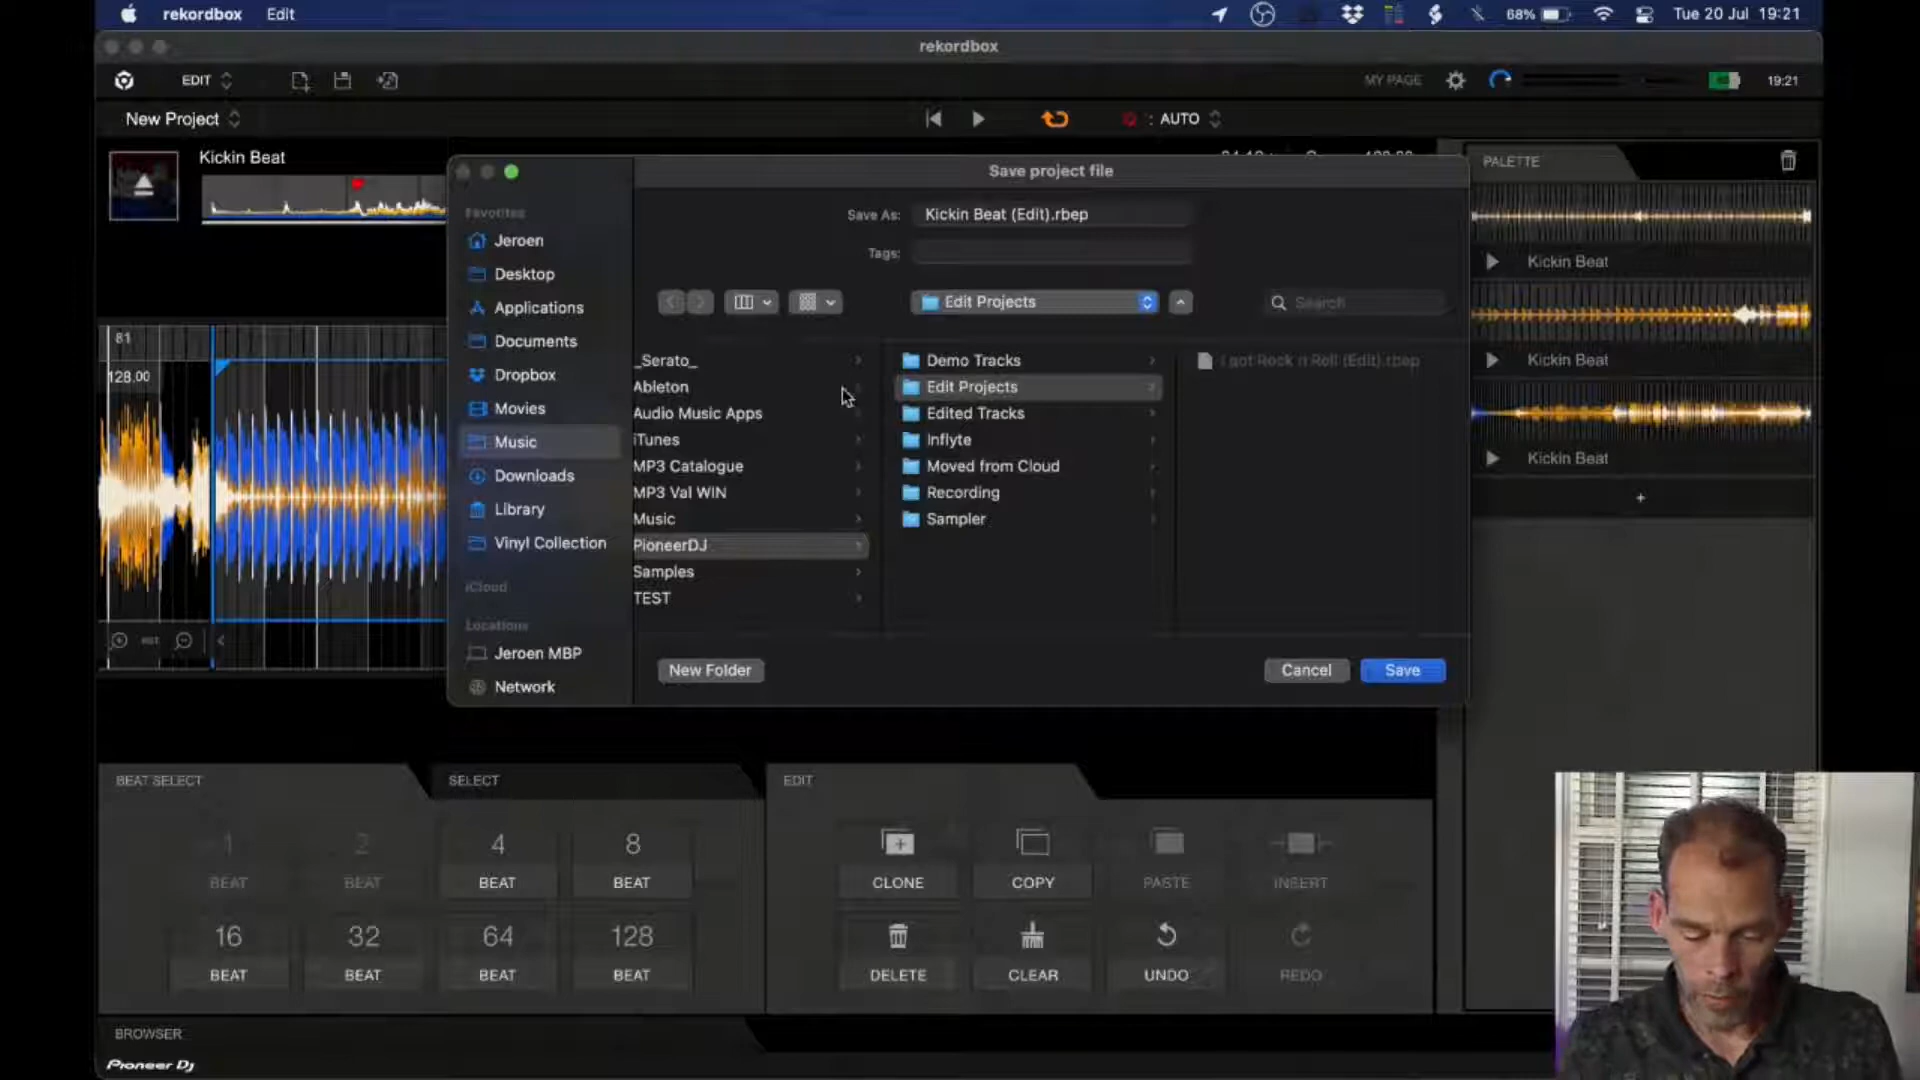 rekordbox Edit 68% Tue 20 Jul 19:21
rekordbox
EDIT MY PAGE 19:21
New Project : AUTO
Kickin Beat
PALETTE
Save project file
Save As: Kickin Beat (Edit).rbep
Tags:
Edit Projects
Search
Favorites
Jeroen
Desktop
Applications
Documents
Dropbox
Movies
Music
Downloads
Library
Vinyl Collection
iCloud
Locations
Jeroen MBP
Network
_Serato_
Ableton
Audio Music Apps
iTunes
MP3 Catalogue
MP3 Val WIN
Music
PioneerDJ
Samples
TEST
Demo Tracks
Edit Projects
Edited Tracks
Inflyte
Moved from Cloud
Recording
Sampler
I got Rock n Roll (Edit).rbep
New Folder Cancel Save
Kickin Beat
Kickin Beat
Kickin Beat
+
81
128.00
BEAT SELECT SELECT EDIT
1 2 4 8
BEAT BEAT BEAT BEAT
16 32 64 128
BEAT BEAT BEAT BEAT
CLONE COPY PASTE INSERT
DELETE CLEAR UNDO REDO
BROWSER
Pioneer Dj